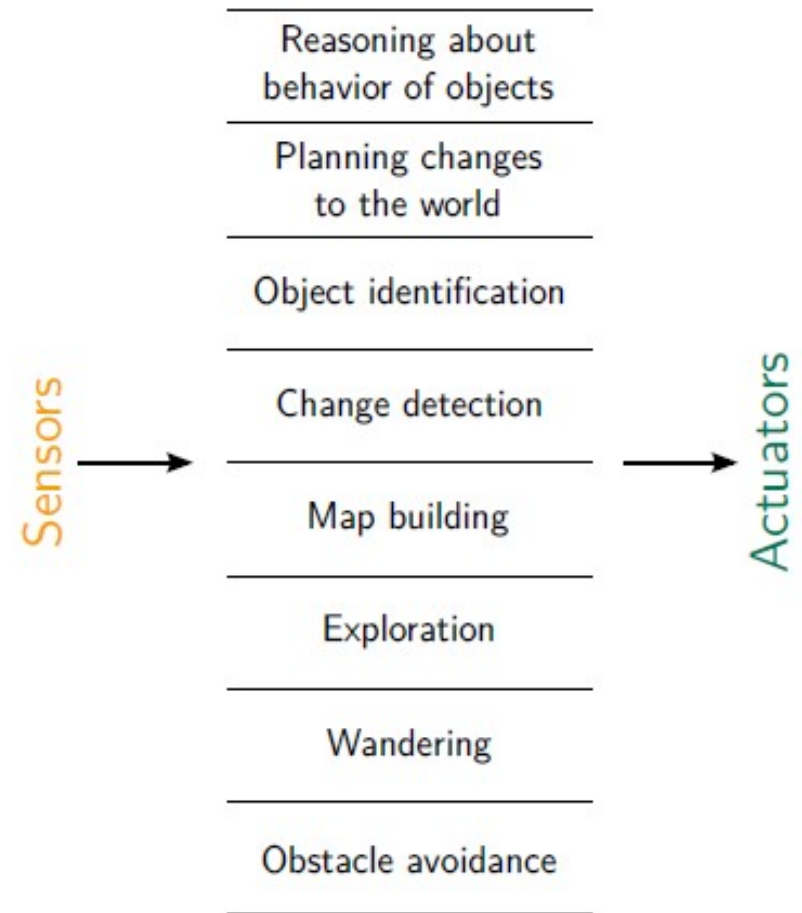 Reasoning about
behavior of objects
Planning changes
to the world
Object identification
Change detection
Sensors
Actuators
Map building
Exploration
Wandering
Obstacle avoidance